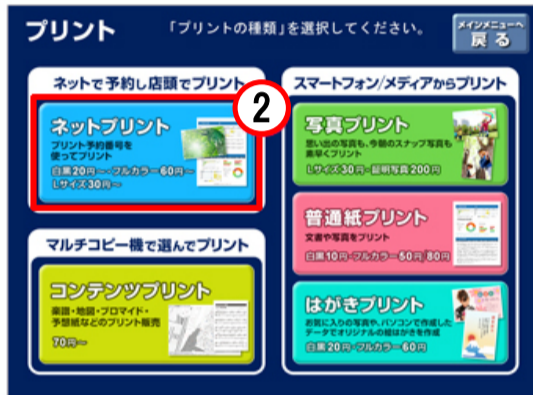 プリント
「プリントの種類」を選択してください。
メインメニューへ
戻る
ネットで予約し店頭でプリント
②
ネットプリント
プリント予約番号を
使ってプリント
白黒20円～・フルカラー60円～
Lサイズ30円～
マルチコピー機で選んでプリント
コンテンツプリント
楽譜・地図・ブロマイド・
予想紙などのプリント販売
70円～
スマートフォン/メディアからプリント
写真プリント
思い出の写真も、今朝のスナップ写真も
素早くプリント
Lサイズ30円・証明写真200円
普通紙プリント
文書や写真をプリント
白黒10円・フルカラー50円/80円
はがきプリント
お気に入りの写真や、パソコンで作成した
データでオリジナルの絵はがきを作成
白黒20円・フルカラー60円